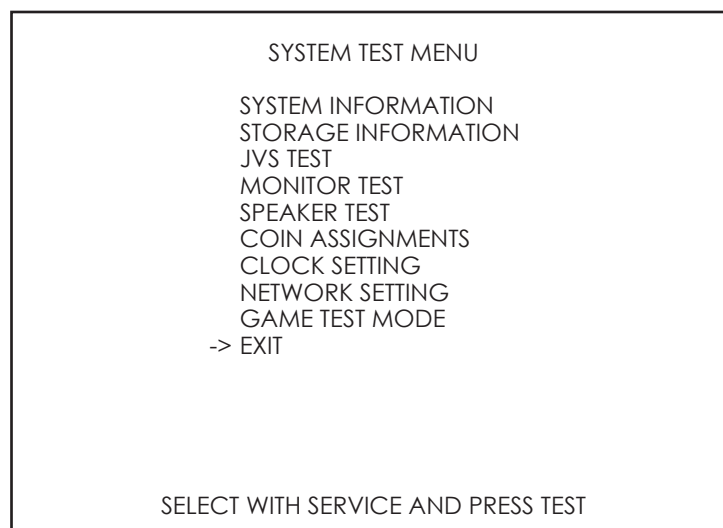 SYSTEM TEST MENU
SYSTEM INFORMATION
STORAGE INFORMATION
JVS TEST
MONITOR TEST
SPEAKER TEST
COIN ASSIGNMENTS
CLOCK SETTING
NETWORK SETTING
GAME TEST MODE
-> EXIT
SELECT WITH SERVICE AND PRESS TEST